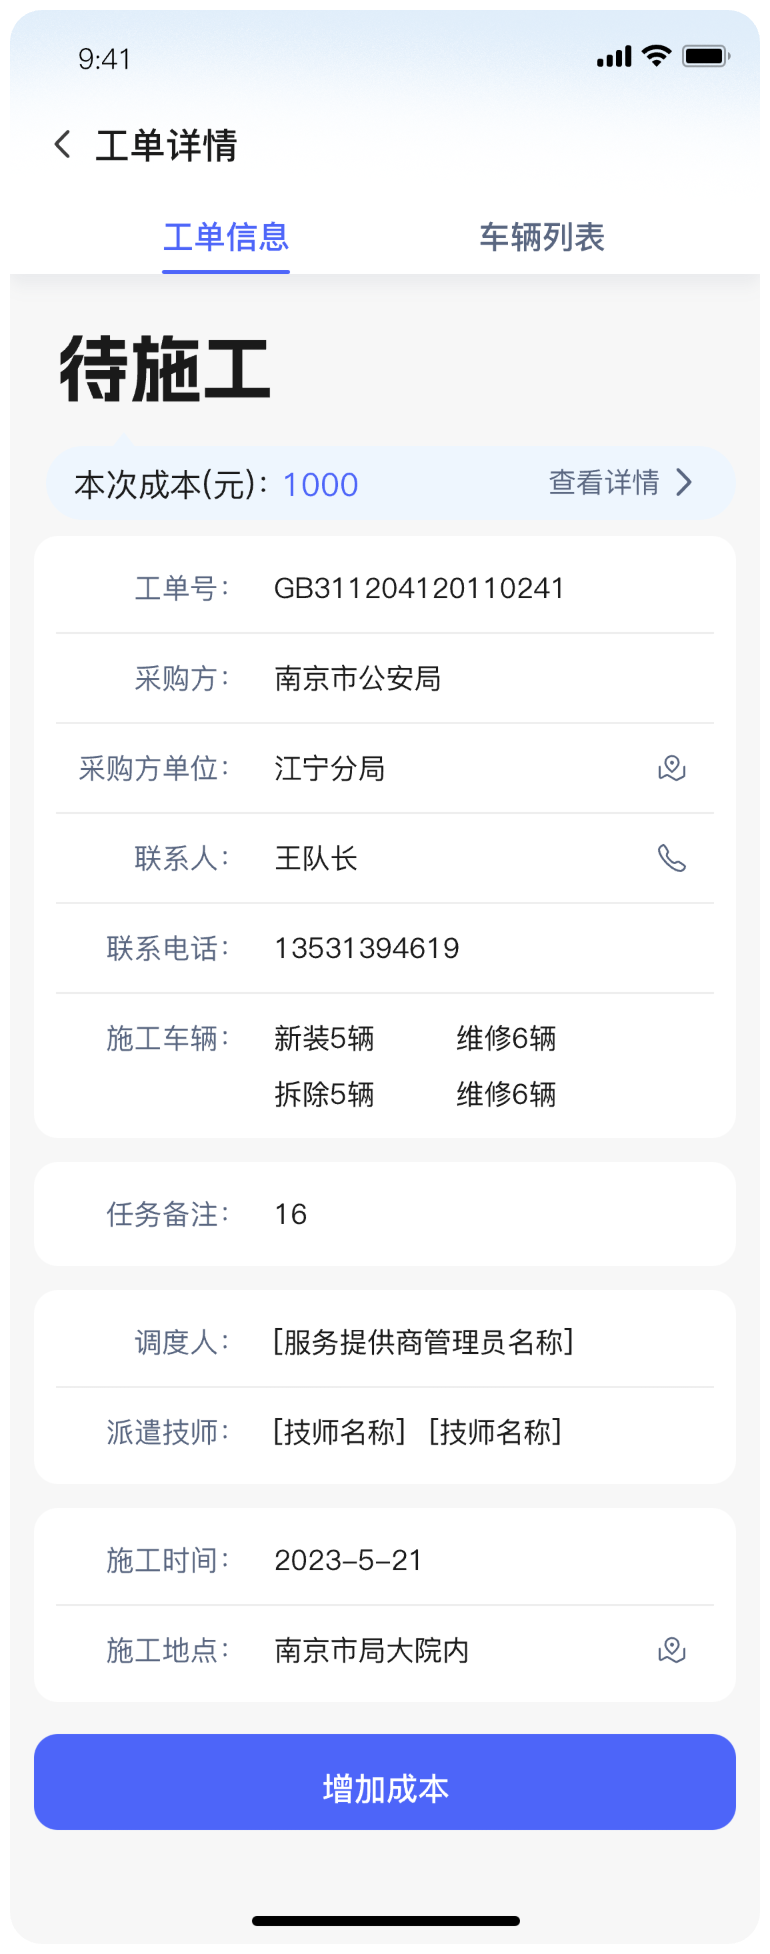 9:41
工单详情
工单信息 车辆列表
待施工
本次成本(元)：1000 查看详情
工单号： GB311204120110241
采购方： 南京市公安局
采购方单位： 江宁分局
联系人： 王队长
联系电话： 13531394619
施工车辆： 新装5辆 维修6辆
拆除5辆 维修6辆
任务备注： 16
调度人： [服务提供商管理员名称]
派遣技师： [技师名称] [技师名称]
施工时间： 2023-5-21
施工地点： 南京市局大院内
增加成本